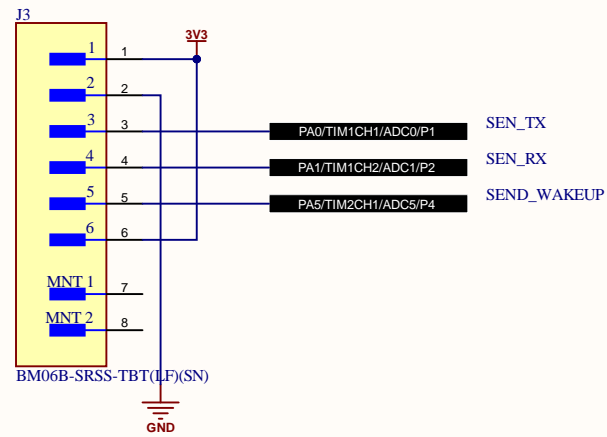 J3
3V3
1 1
2 2
3 3 PA0/TIM1CH1/ADC0/P1 SEN_TX
4 4 PA1/TIM1CH2/ADC1/P2 SEN_RX
5 5 PA5/TIM2CH1/ADC5/P4 SEND_WAKEUP
6 6
MNT 1 7
MNT 2 8
BM06B-SRSS-TBT(LF)(SN)
GND